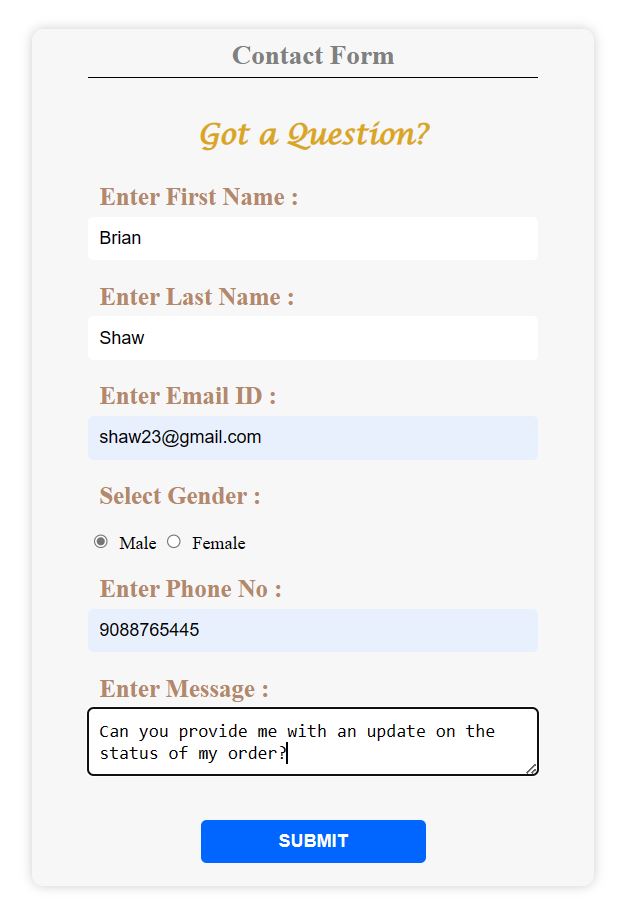 Contact Form
Got a Question?
Enter First Name :
Brian
Enter Last Name :
Shaw
Enter Email ID :
shaw23@gmail.com
Select Gender :
Male Female
Enter Phone No :
9088765445
Enter Message :
Can you provide me with an update on the
status of my order?
SUBMIT